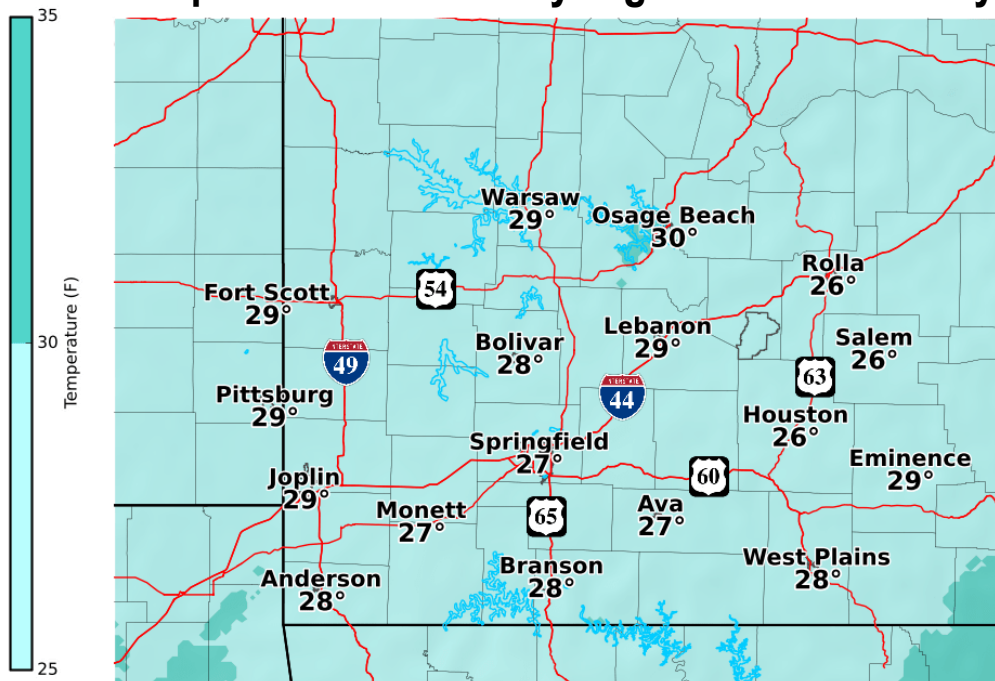 35
30
25
Temperature (F)
Warsaw
29°
Osage Beach
30°
Rolla
26°
Fort Scott
29°
54
Bolivar
28°
Lebanon
29°
Salem
26°
INTERSTATE
49
63
Pittsburg
29°
INTERSTATE
44
Houston
26°
Springfield
27°
Eminence
29°
Joplin
29°
60
Monett
27°
65
Ava
27°
Anderson
28°
Branson
28°
West Plains
28°